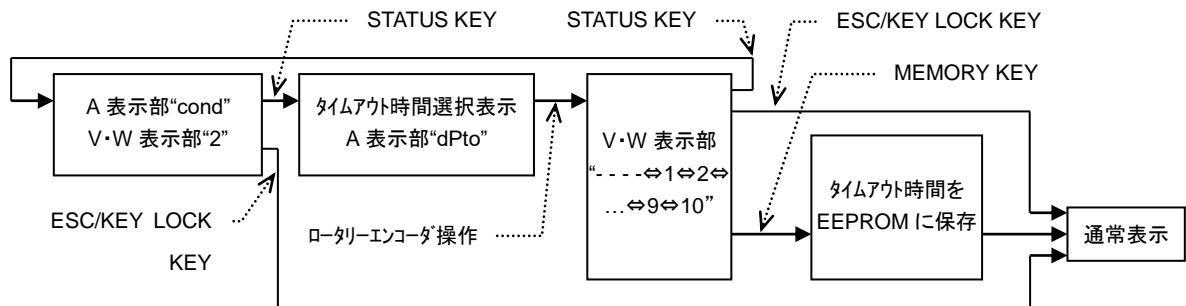 STATUS KEY
STATUS KEY
ESC/KEY LOCK KEY
MEMORY KEY
A 表示部“cond”
V・W 表示部“2”
ﾀｲﾑｱｳﾄ時間選択表示
A 表示部“dPto”
V・W 表示部
“- - - -⇔1⇔2⇔
…⇔9⇔10”
ﾀｲﾑｱｳﾄ時間を
EEPROM に保存
通常表示
ESC/KEY LOCK
KEY
ﾛｰﾀﾘｰｴﾝｺｰﾀﾞ操作